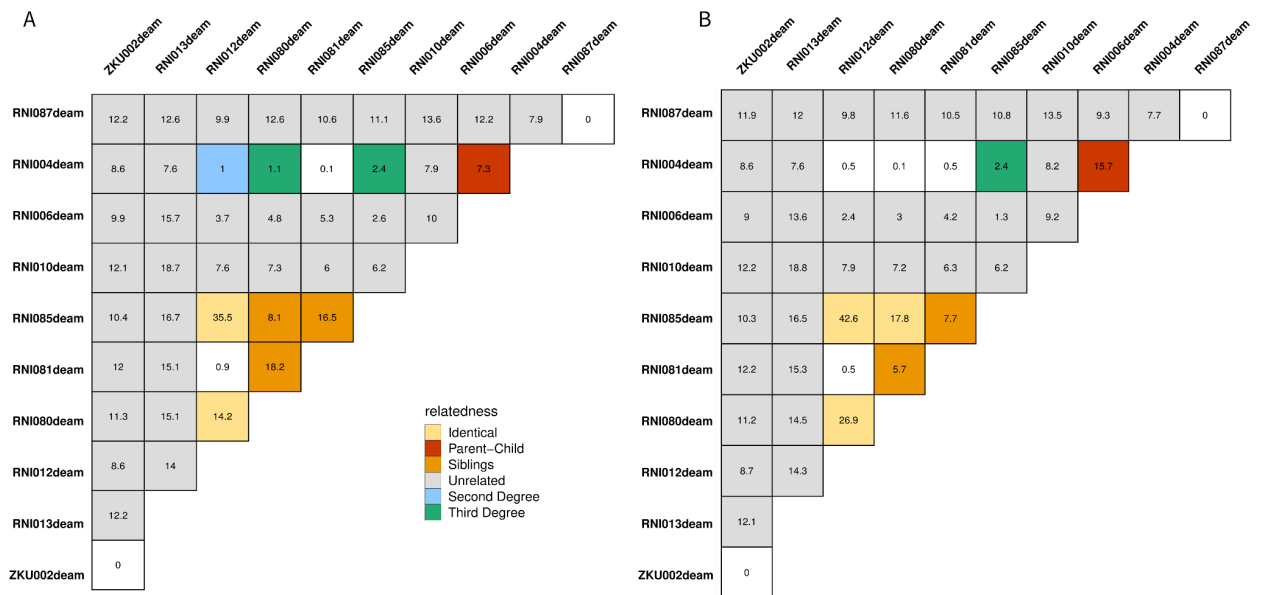 A
ZKU002deam RNI013deam RNI012deam RNI080deam RNI081deam RNI085deam RNI010deam RNI006deam RNI004deam RNI087deam
RNI087deam 12.2 12.6 9.9 12.6 10.6 11.1 13.6 12.2 7.9 0
RNI004deam 8.6 7.6 1 1.1 0.1 2.4 7.9 7.3
RNI006deam 9.9 15.7 3.7 4.8 5.3 2.6 10
RNI010deam 12.1 18.7 7.6 7.3 6 6.2
RNI085deam 10.4 16.7 35.5 8.1 16.5
RNI081deam 12 15.1 0.9 18.2
RNI080deam 11.3 15.1 14.2
RNI012deam 8.6 14
RNI013deam 12.2
ZKU002deam 0
relatedness
Identical
Parent−Child
Siblings
Unrelated
Second Degree
Third Degree
B
ZKU002deam RNI013deam RNI012deam RNI080deam RNI081deam RNI085deam RNI010deam RNI006deam RNI004deam RNI087deam
RNI087deam 11.9 12 9.8 11.6 10.5 10.8 13.5 9.3 7.7 0
RNI004deam 8.6 7.6 0.5 0.1 0.5 2.4 8.2 15.7
RNI006deam 9 13.6 2.4 3 4.2 1.3 9.2
RNI010deam 12.2 18.8 7.9 7.2 6.3 6.2
RNI085deam 10.3 16.5 42.6 17.8 7.7
RNI081deam 12.2 15.3 0.5 5.7
RNI080deam 11.2 14.5 26.9
RNI012deam 8.7 14.3
RNI013deam 12.1
ZKU002deam 0